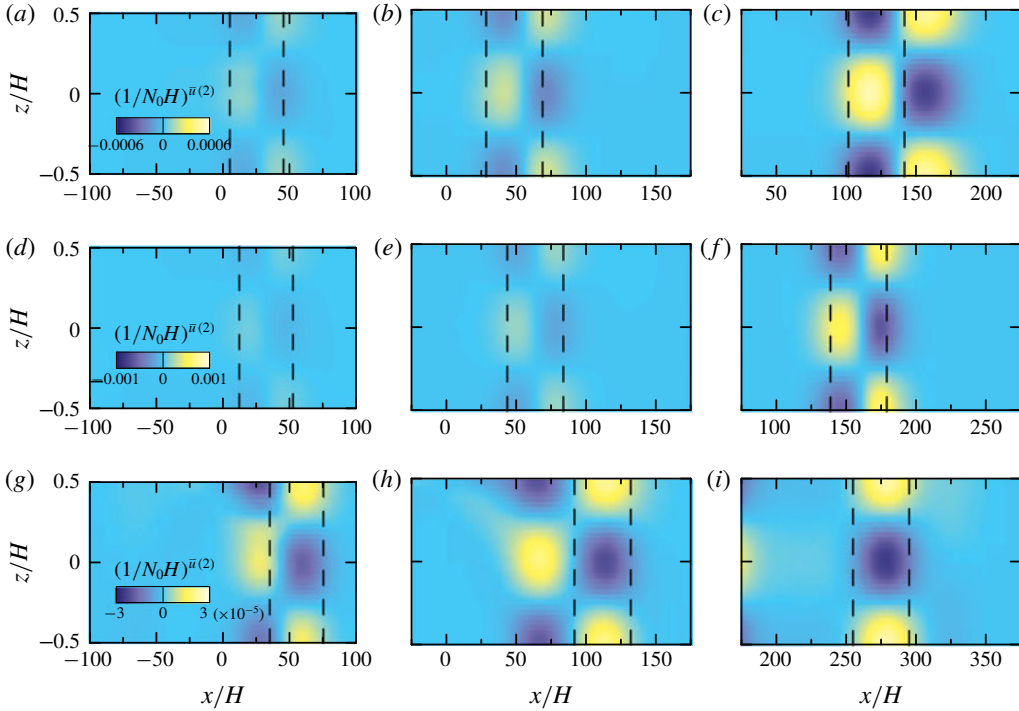 (a) (b) (c)
0.5
z/H 0
(1/N₀H) ū⁽²⁾
−0.0006 0 0.0006
−0.5
−100 −50 0 50 100 0 50 100 150 50 100 150 200
(d) (e) (f)
0.5
z/H 0
(1/N₀H) ū⁽²⁾
−0.001 0 0.001
−0.5
−100 −50 0 50 100 0 50 100 150 100 150 200 250
(g) (h) (i)
0.5
z/H 0
(1/N₀H) ū⁽²⁾
−3 0 3 (×10⁻⁵)
−0.5
−100 −50 0 50 100 0 50 100 150 200 250 300 350
x/H x/H x/H